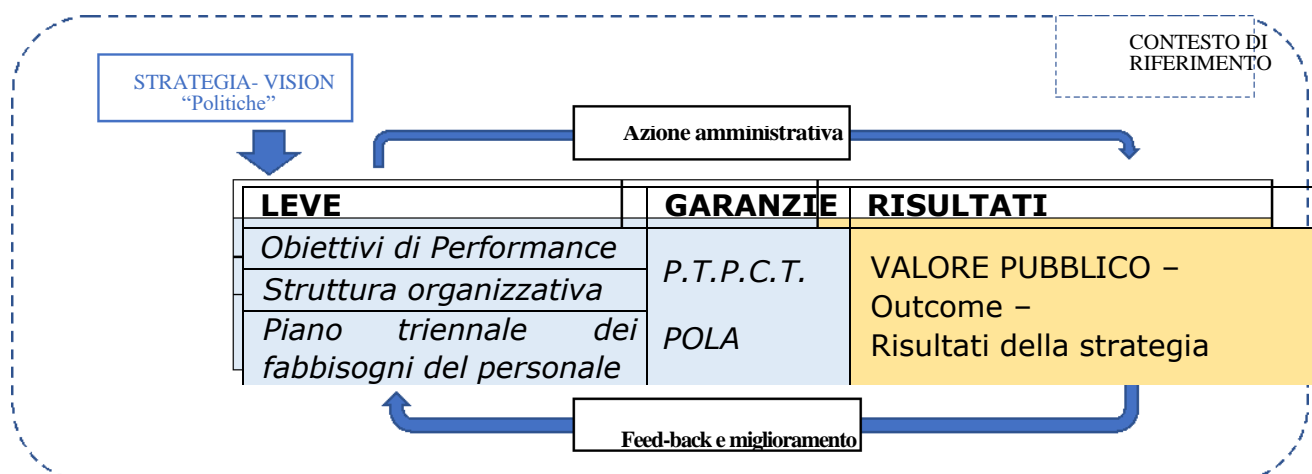 CONTESTO DI
RIFERIMENTO
STRATEGIA- VISION
“Politiche”
Azione amministrativa
LEVE
GARANZIE
RISULTATI
Obiettivi di Performance
Struttura organizzativa
Piano triennale dei
fabbisogni del personale
P.T.P.C.T.
POLA
VALORE PUBBLICO –
Outcome –
Risultati della strategia
Feed-back e miglioramento